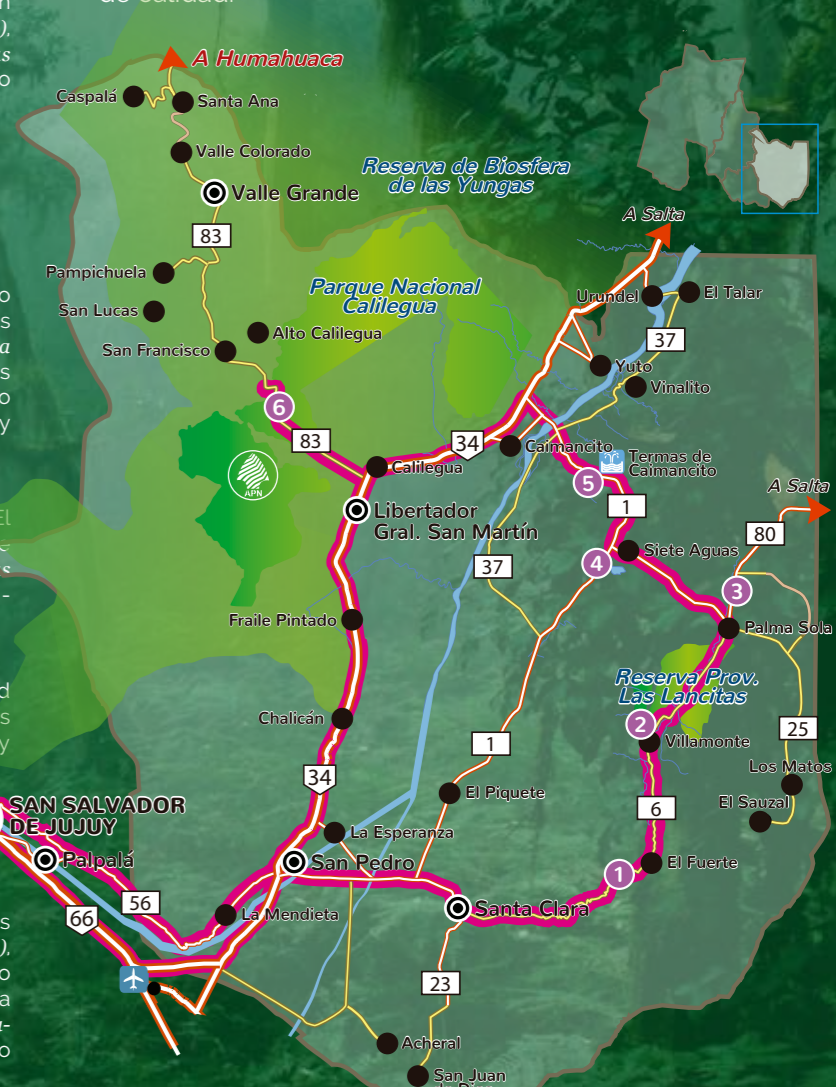 de calidad.
A Humahuaca
Caspalá
Santa Ana
Valle Colorado
Reserva de Biosfera
de las Yungas
Valle Grande
A Salta
83
Pampichuela
Parque Nacional
Calilegua
Urundel
El Talar
San Lucas
Alto Calilegua
37
San Francisco
Yuto
Vinalito
6
83
34
Caimancito
Calilegua
Termas de
Caimancito
APN
5
A Salta
Libertador
Gral. San Martín
1
80
Siete Aguas
4
37
3
Fraile Pintado
Palma Sola
Reserva Prov.
Las Lancitas
Chalicán
2
Villamonte
25
1
34
Los Matos
El Piquete
SAN SALVADOR
DE JUJUY
6
El Sauzal
La Esperanza
Palpalá
San Pedro
El Fuerte
1
56
La Mendieta
Santa Clara
66
23
Acheral
San Juan